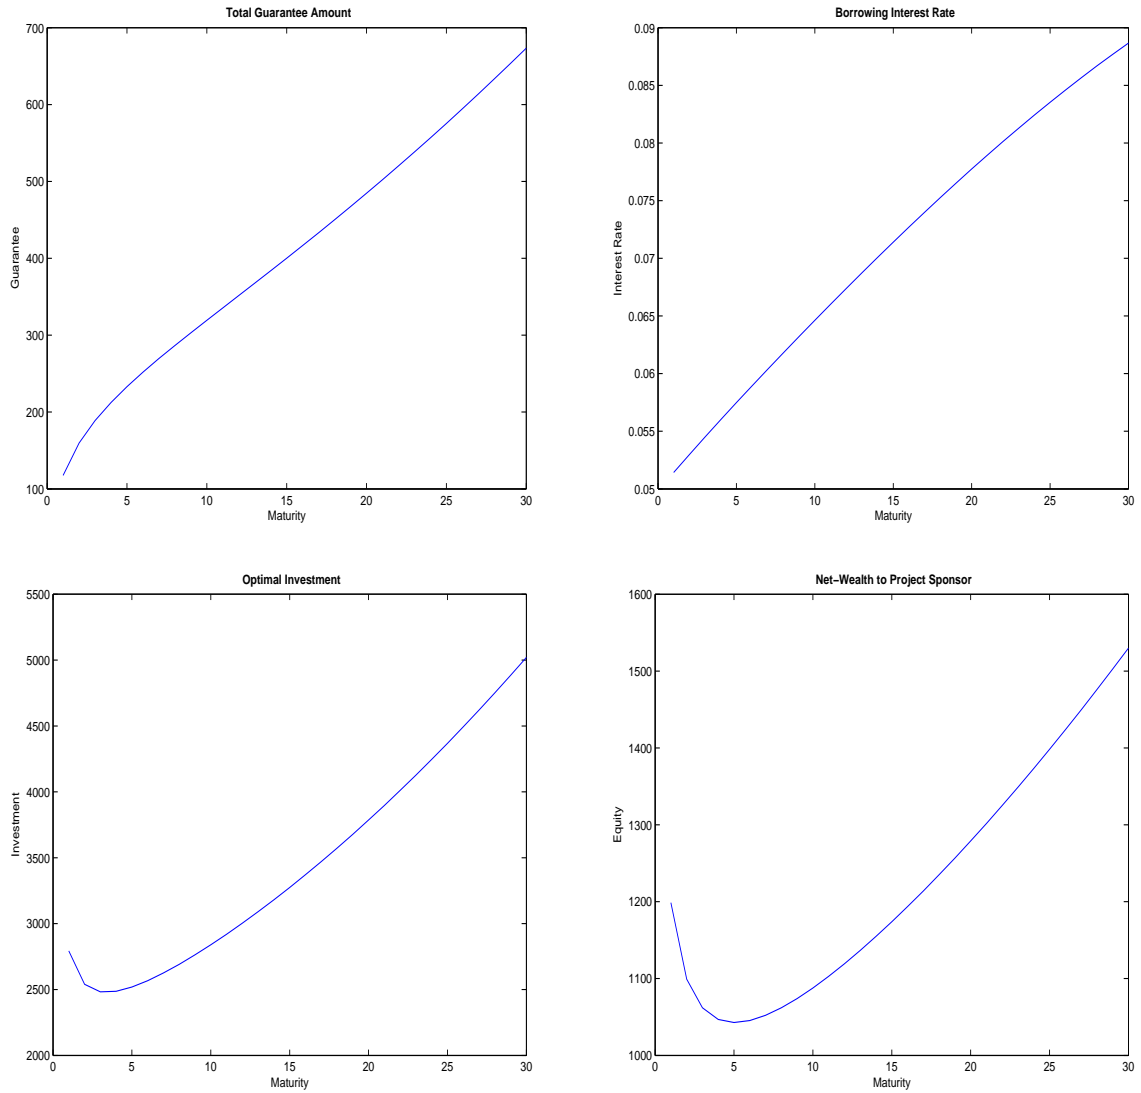 Total Guarantee Amount
700
600
500
400
300
200
100
Guarantee
0 5 10 15 20 25 30
Maturity
Borrowing Interest Rate
0.09
0.085
0.08
0.075
0.07
0.065
0.06
0.055
0.05
Interest Rate
0 5 10 15 20 25 30
Maturity
Optimal Investment
5500
5000
4500
4000
3500
3000
2500
2000
Investment
0 5 10 15 20 25 30
Maturity
Net−Wealth to Project Sponsor
1600
1500
1400
1300
1200
1100
1000
Equity
0 5 10 15 20 25 30
Maturity